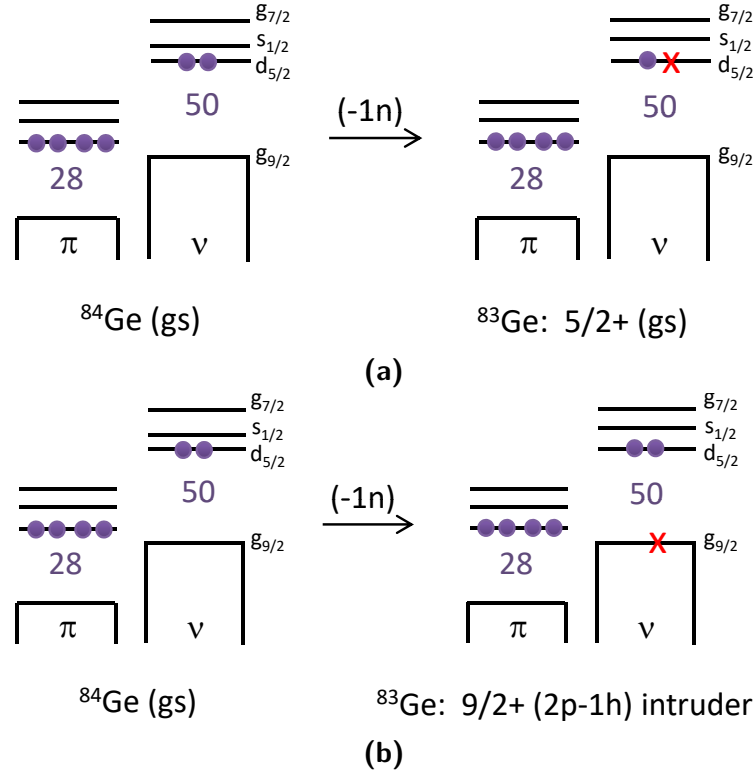 g7/2
s1/2
d5/2
50
g9/2
28
π
ν
(-1n)
g7/2
s1/2
d5/2
X
50
g9/2
28
π
ν
84Ge (gs)
83Ge: 5/2+ (gs)
(a)
g7/2
s1/2
d5/2
50
g9/2
28
π
ν
(-1n)
g7/2
s1/2
d5/2
50
g9/2
X
28
π
ν
84Ge (gs)
83Ge: 9/2+ (2p-1h) intruder
(b)